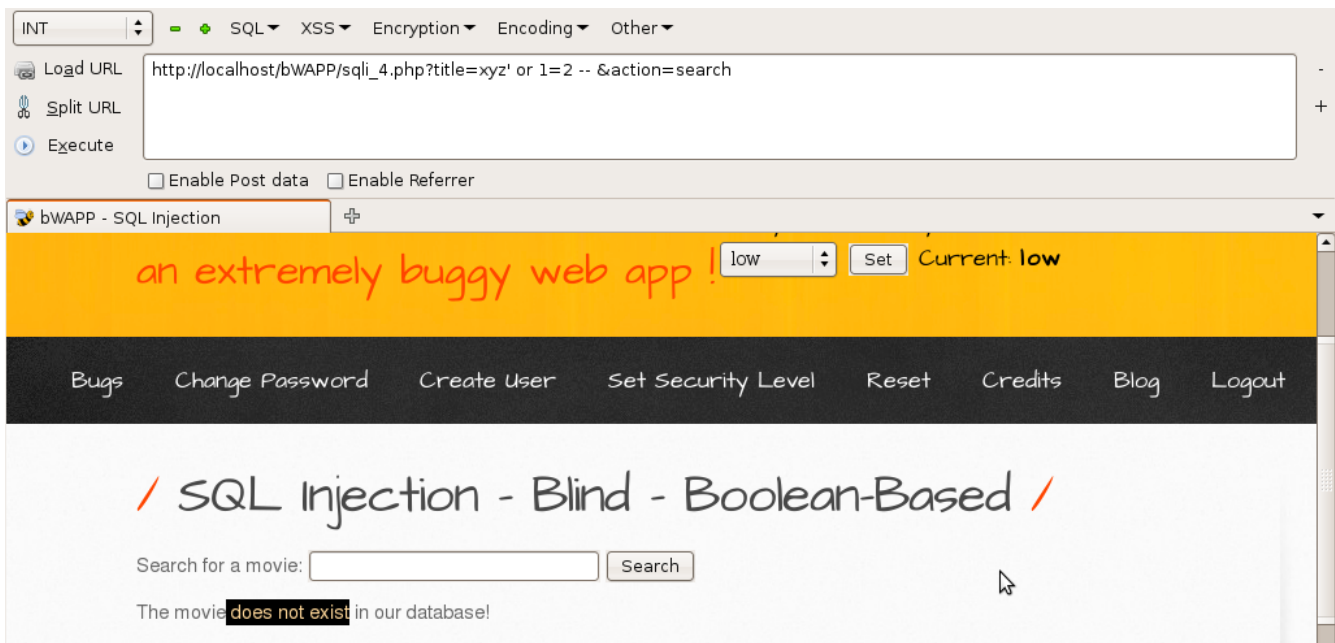 INT SQL XSS Encryption Encoding Other
Load URL http://localhost/bWAPP/sqli_4.php?title=xyz' or 1=2 -- &action=search -
Split URL +
Execute
Enable Post data Enable Referrer
bWAPP - SQL Injection
an extremely buggy web app ! low Set Current: low
Bugs Change Password Create User Set Security Level Reset Credits Blog Logout
/ SQL Injection - Blind - Boolean-Based /
Search for a movie: Search
The movie does not exist in our database!